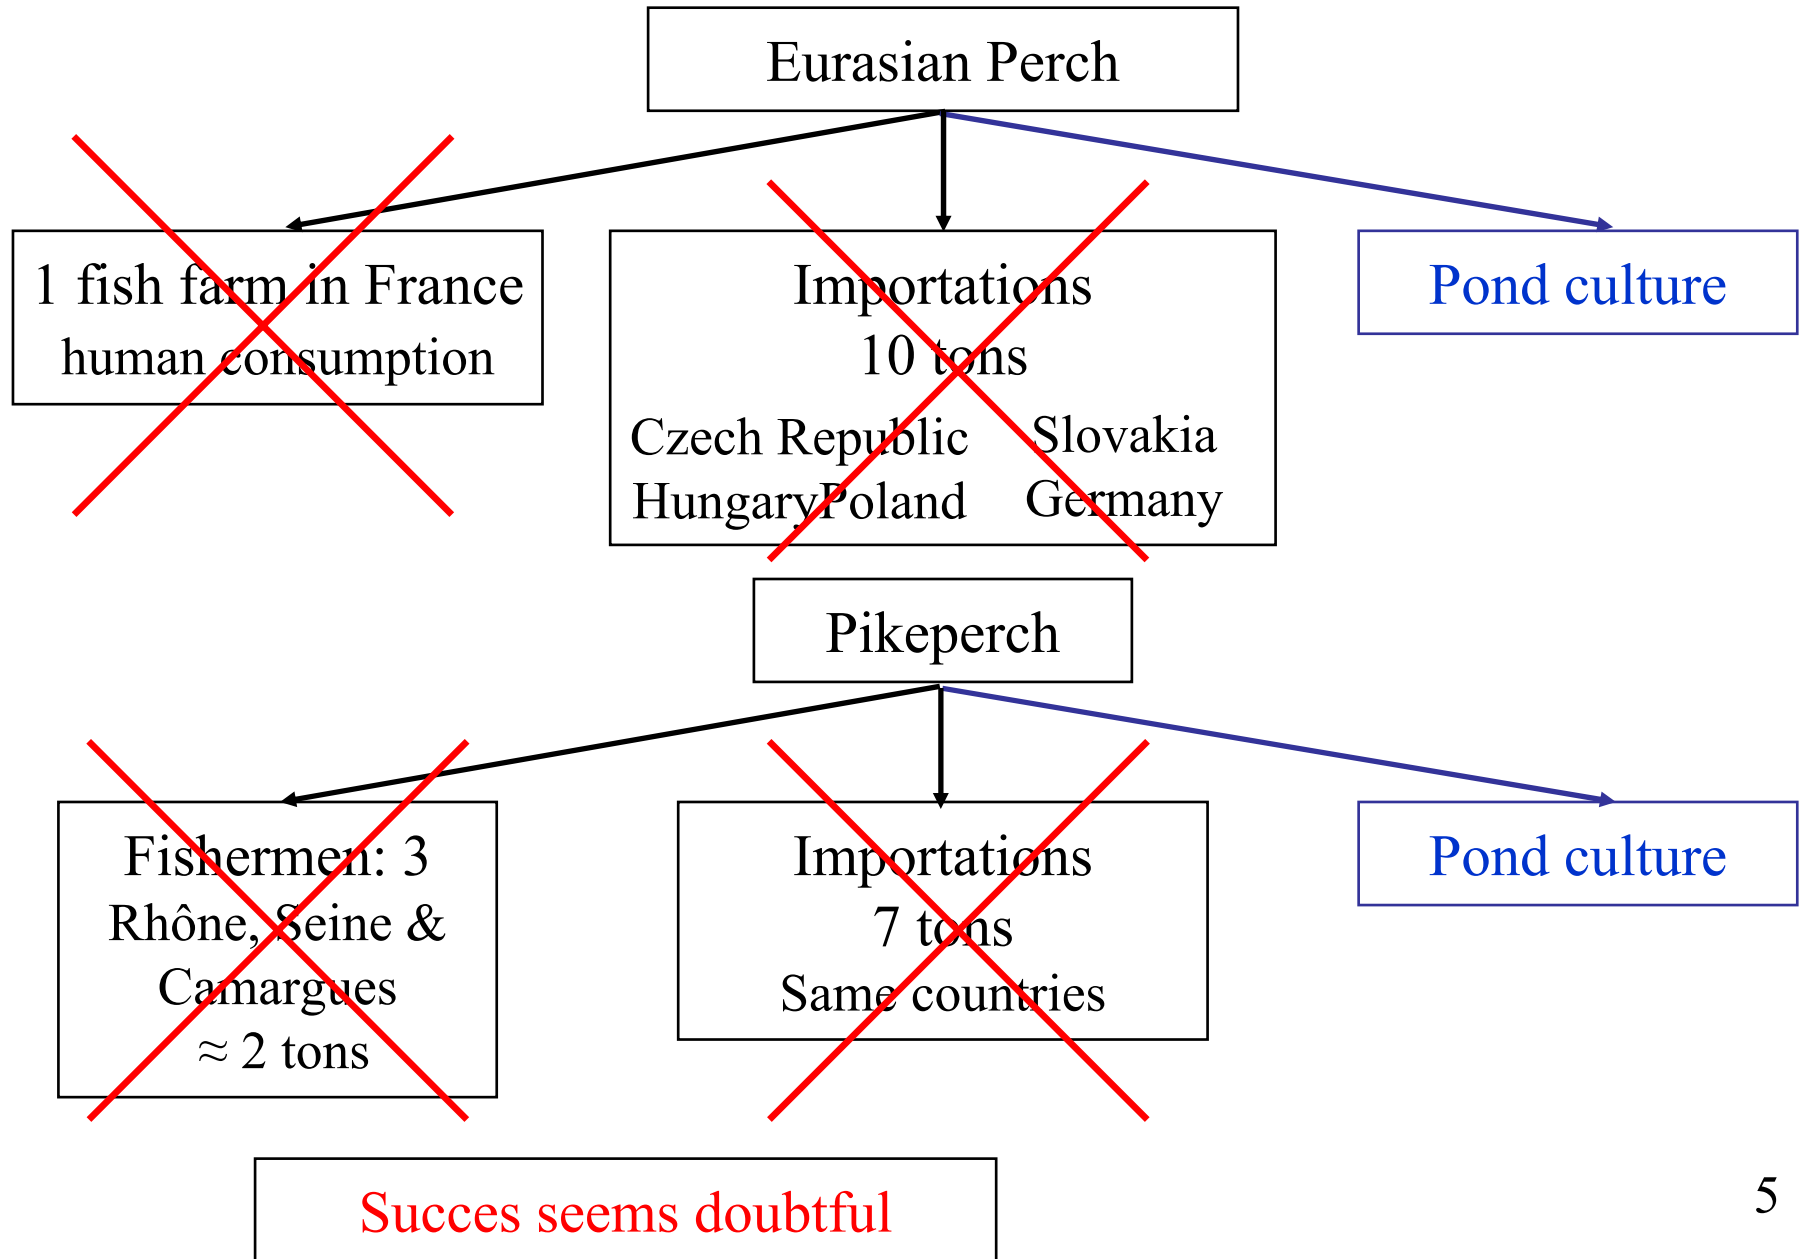 Eurasian Perch
1 fish farm in France
human consumption
Importations
10 tons
Czech Republic Slovakia
HungaryPoland Germany
Pond culture
Pikeperch
Fishermen: 3
Rhône, Seine &
Camargues
≈ 2 tons
Importations
7 tons
Same countries
Pond culture
Succes seems doubtful
5